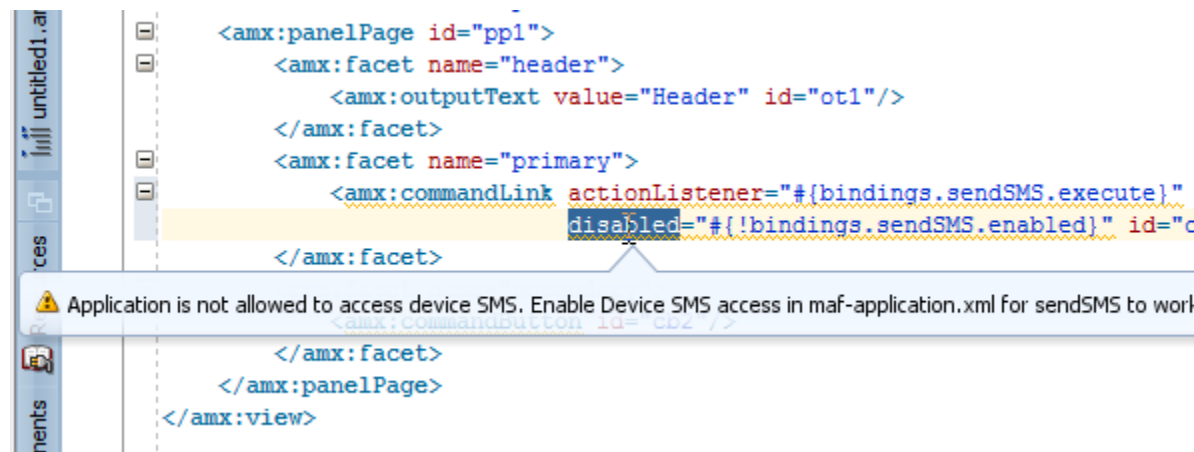 untitled1.an
<amx:panelPage id="pp1">
<amx:facet name="header">
<amx:outputText value="Header" id="ot1"/>
</amx:facet>
<amx:facet name="primary">
<amx:commandLink actionListener="#{bindings.sendSMS.execute}"
disabled="#{!bindings.sendSMS.enabled}" id="c
</amx:facet>
Application is not allowed to access device SMS. Enable Device SMS access in maf-application.xml for sendSMS to work
<amx:commandButton id="cb2"/>
</amx:facet>
</amx:panelPage>
</amx:view>